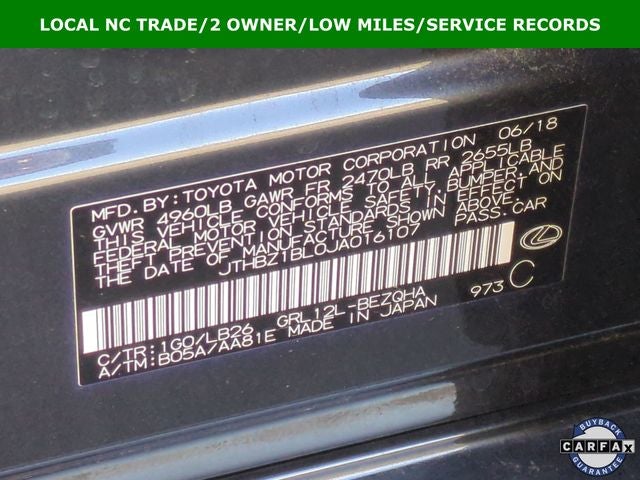 LOCAL NC TRADE/2 OWNER/LOW MILES/SERVICE RECORDS
MFD.BY:TOYOTA MOTOR CORPORATION 06/18
GVWR 4960LB GAWR FR 2470LB RR 2655LB
THIS VEHICLE CONFORMS TO ALL APPLICABLE
FEDERAL MOTOR VEHICLE SAFETY,BUMPER,AND
THEFT PREVENTION STANDARDS IN EFFECT ON
THE DATE OF MANUFACTURE SHOWN ABOVE.
JTHBZ1BL0JA016107 PASS.CAR
973 C
C/TR:1G0/LB26 GRL12L-BEZQHA
A/TM:B05A/AA81E MADE IN JAPAN
BUYBACK
CARFAX
GUARANTEE